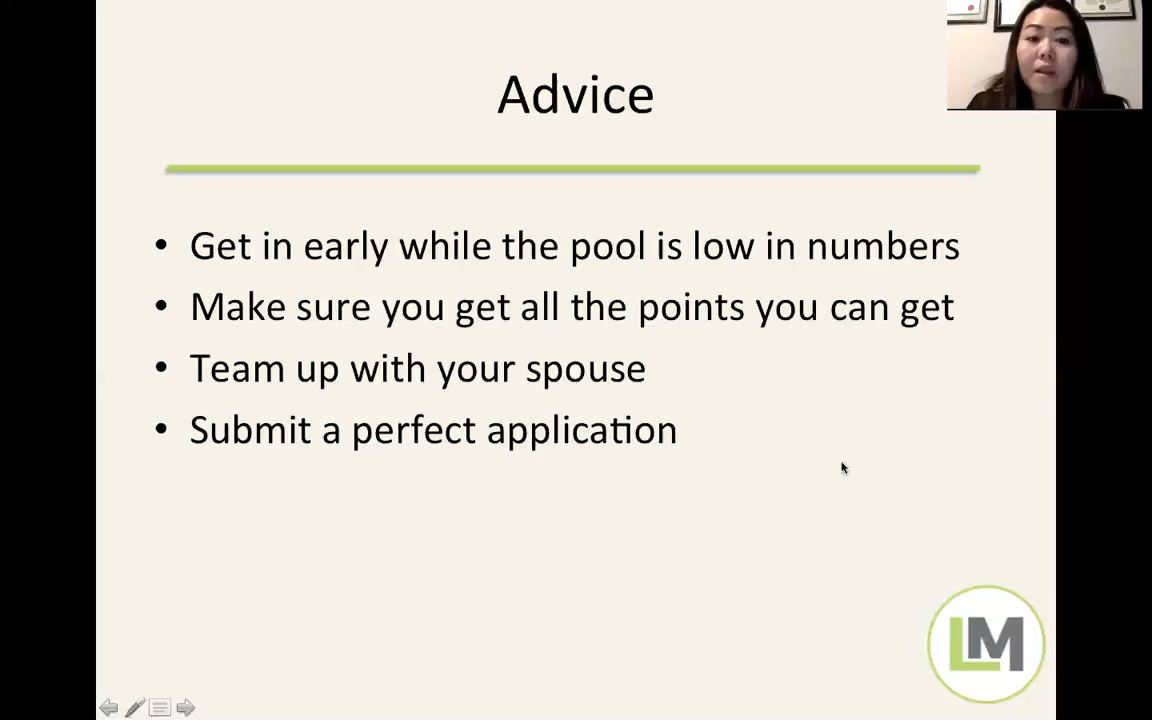 Advice
• Get in early while the pool is low in numbers
• Make sure you get all the points you can get
• Team up with your spouse
• Submit a perfect application
LM